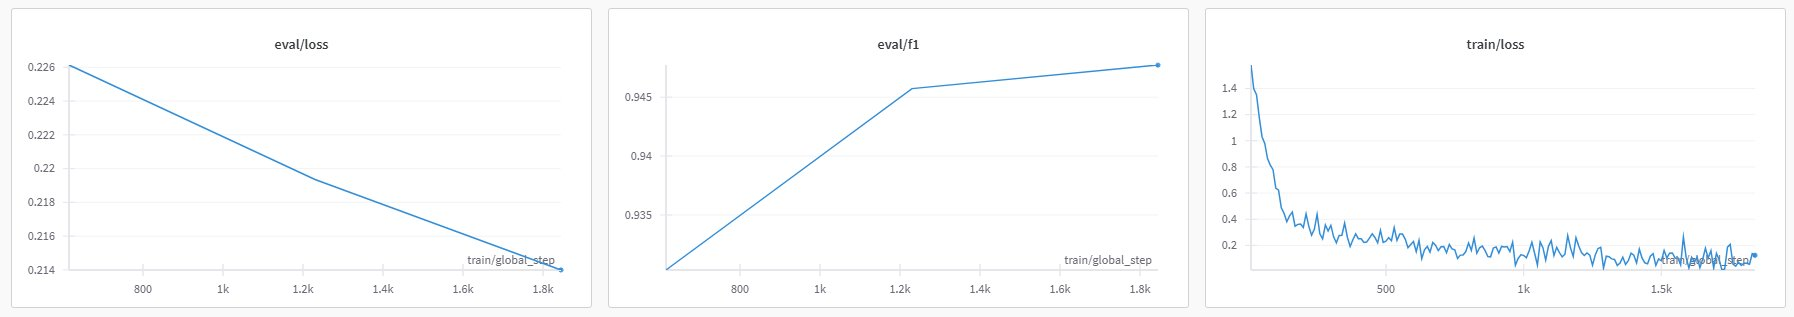 eval/loss
0.226
0.224
0.222
0.22
0.218
0.216
0.214
train/global_step
800
1k
1.2k
1.4k
1.6k
1.8k
eval/f1
0.945
0.94
0.935
train/global_step
800
1k
1.2k
1.4k
1.6k
1.8k
train/loss
1.4
1.2
1
0.8
0.6
0.4
0.2
train/global_step
500
1k
1.5k